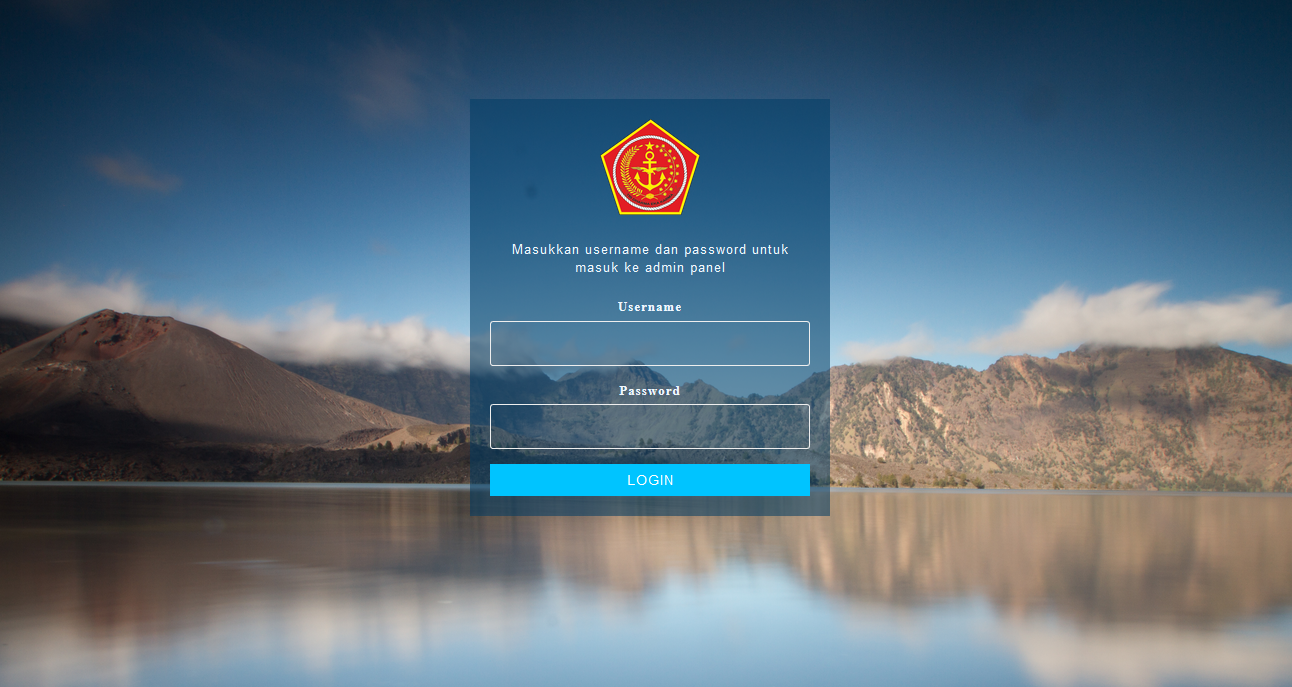 Masukkan username dan password untuk
masuk ke admin panel
Username
Password
LOGIN